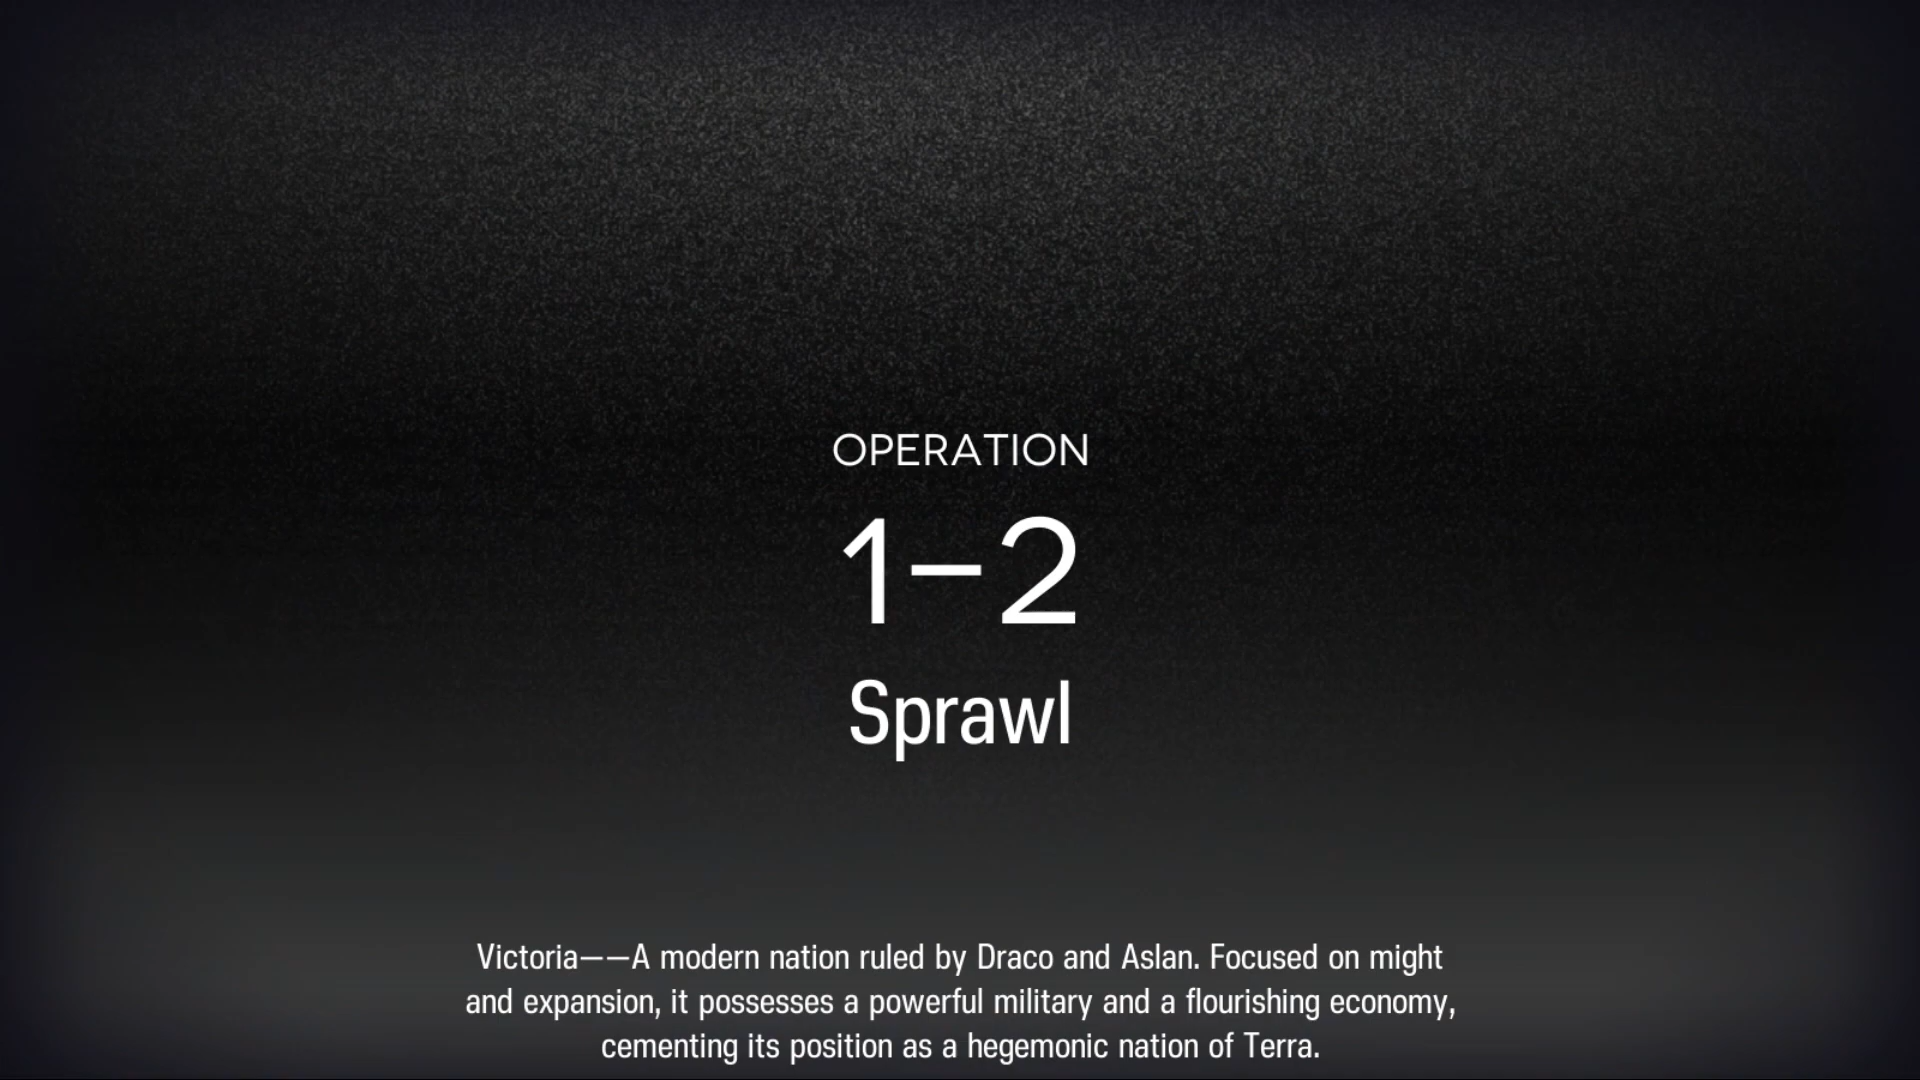 OPERATION
1–2
Sprawl
Victoria——A modern nation ruled by Draco and Aslan. Focused on might
and expansion, it possesses a powerful military and a flourishing economy,
cementing its position as a hegemonic nation of Terra.